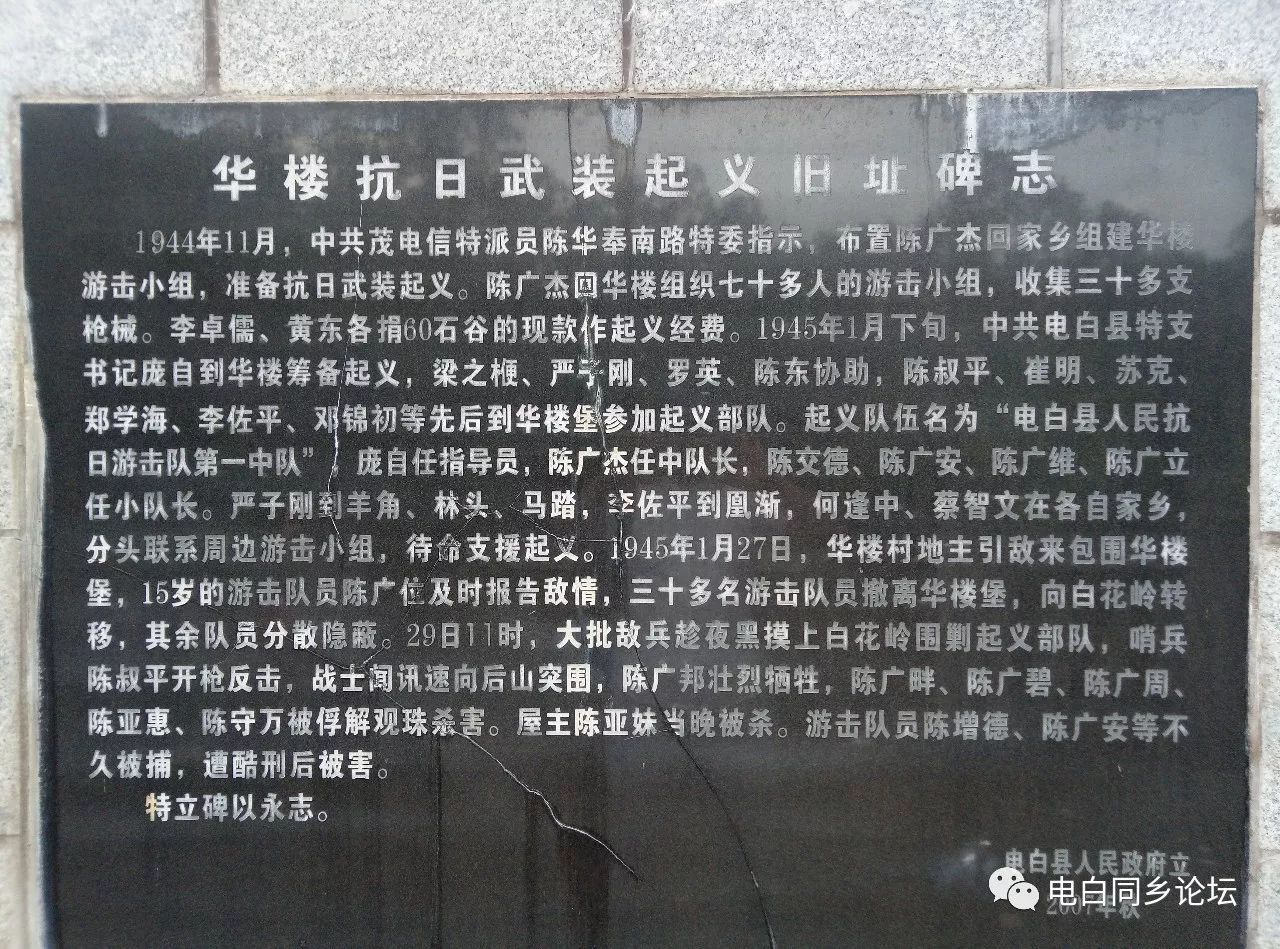 华楼抗日武装起义旧址碑志
1944年11月，中共茂电信特派员陈华奉南路特委指示，布置陈广杰回家乡组建华楼
游击小组，准备抗日武装起义。陈广杰回华楼组织七十多人的游击小组，收集三十多支
枪械。李卓儒、黄东各捐60石谷的现款作起义经费。1945年1月下旬，中共电白县特支
书记庞自到华楼筹备起义，梁之梗、严子刚、罗英、陈东协助，陈叔平、崔明、苏克、
郑学海、李佐平、邓锦初等先后到华楼堡参加起义部队。起义队伍名为“电白县人民抗
日游击队第一中队”，庞自任指导员，陈广杰任中队长，陈交德、陈广安、陈广维、陈广立
任小队长。严子刚到羊角、林头、马踏，李佐平到凰渐，何逢中、蔡智文在各自家乡，
分头联系周边游击小组，待命支援起义。1945年1月27日，华楼村地主引敌来包围华楼
堡，15岁的游击队员陈广位及时报告敌情，三十多名游击队员撤离华楼堡，向白花岭转
移，其余队员分散隐蔽。29日11时，大批敌兵趁夜黑摸上白花岭围剿起义部队，哨兵
陈叔平开枪反击，战士闻讯速向后山突围，陈广邦壮烈牺牲，陈广畔、陈广碧、陈广周、
陈亚惠、陈守万被俘解观珠杀害。屋主陈亚妹当晚被杀。游击队员陈增德、陈广安等不
久被捕，遭酷刑后被害。
特立碑以永志。
电白县人民政府立
2007年秋
电白同乡论坛